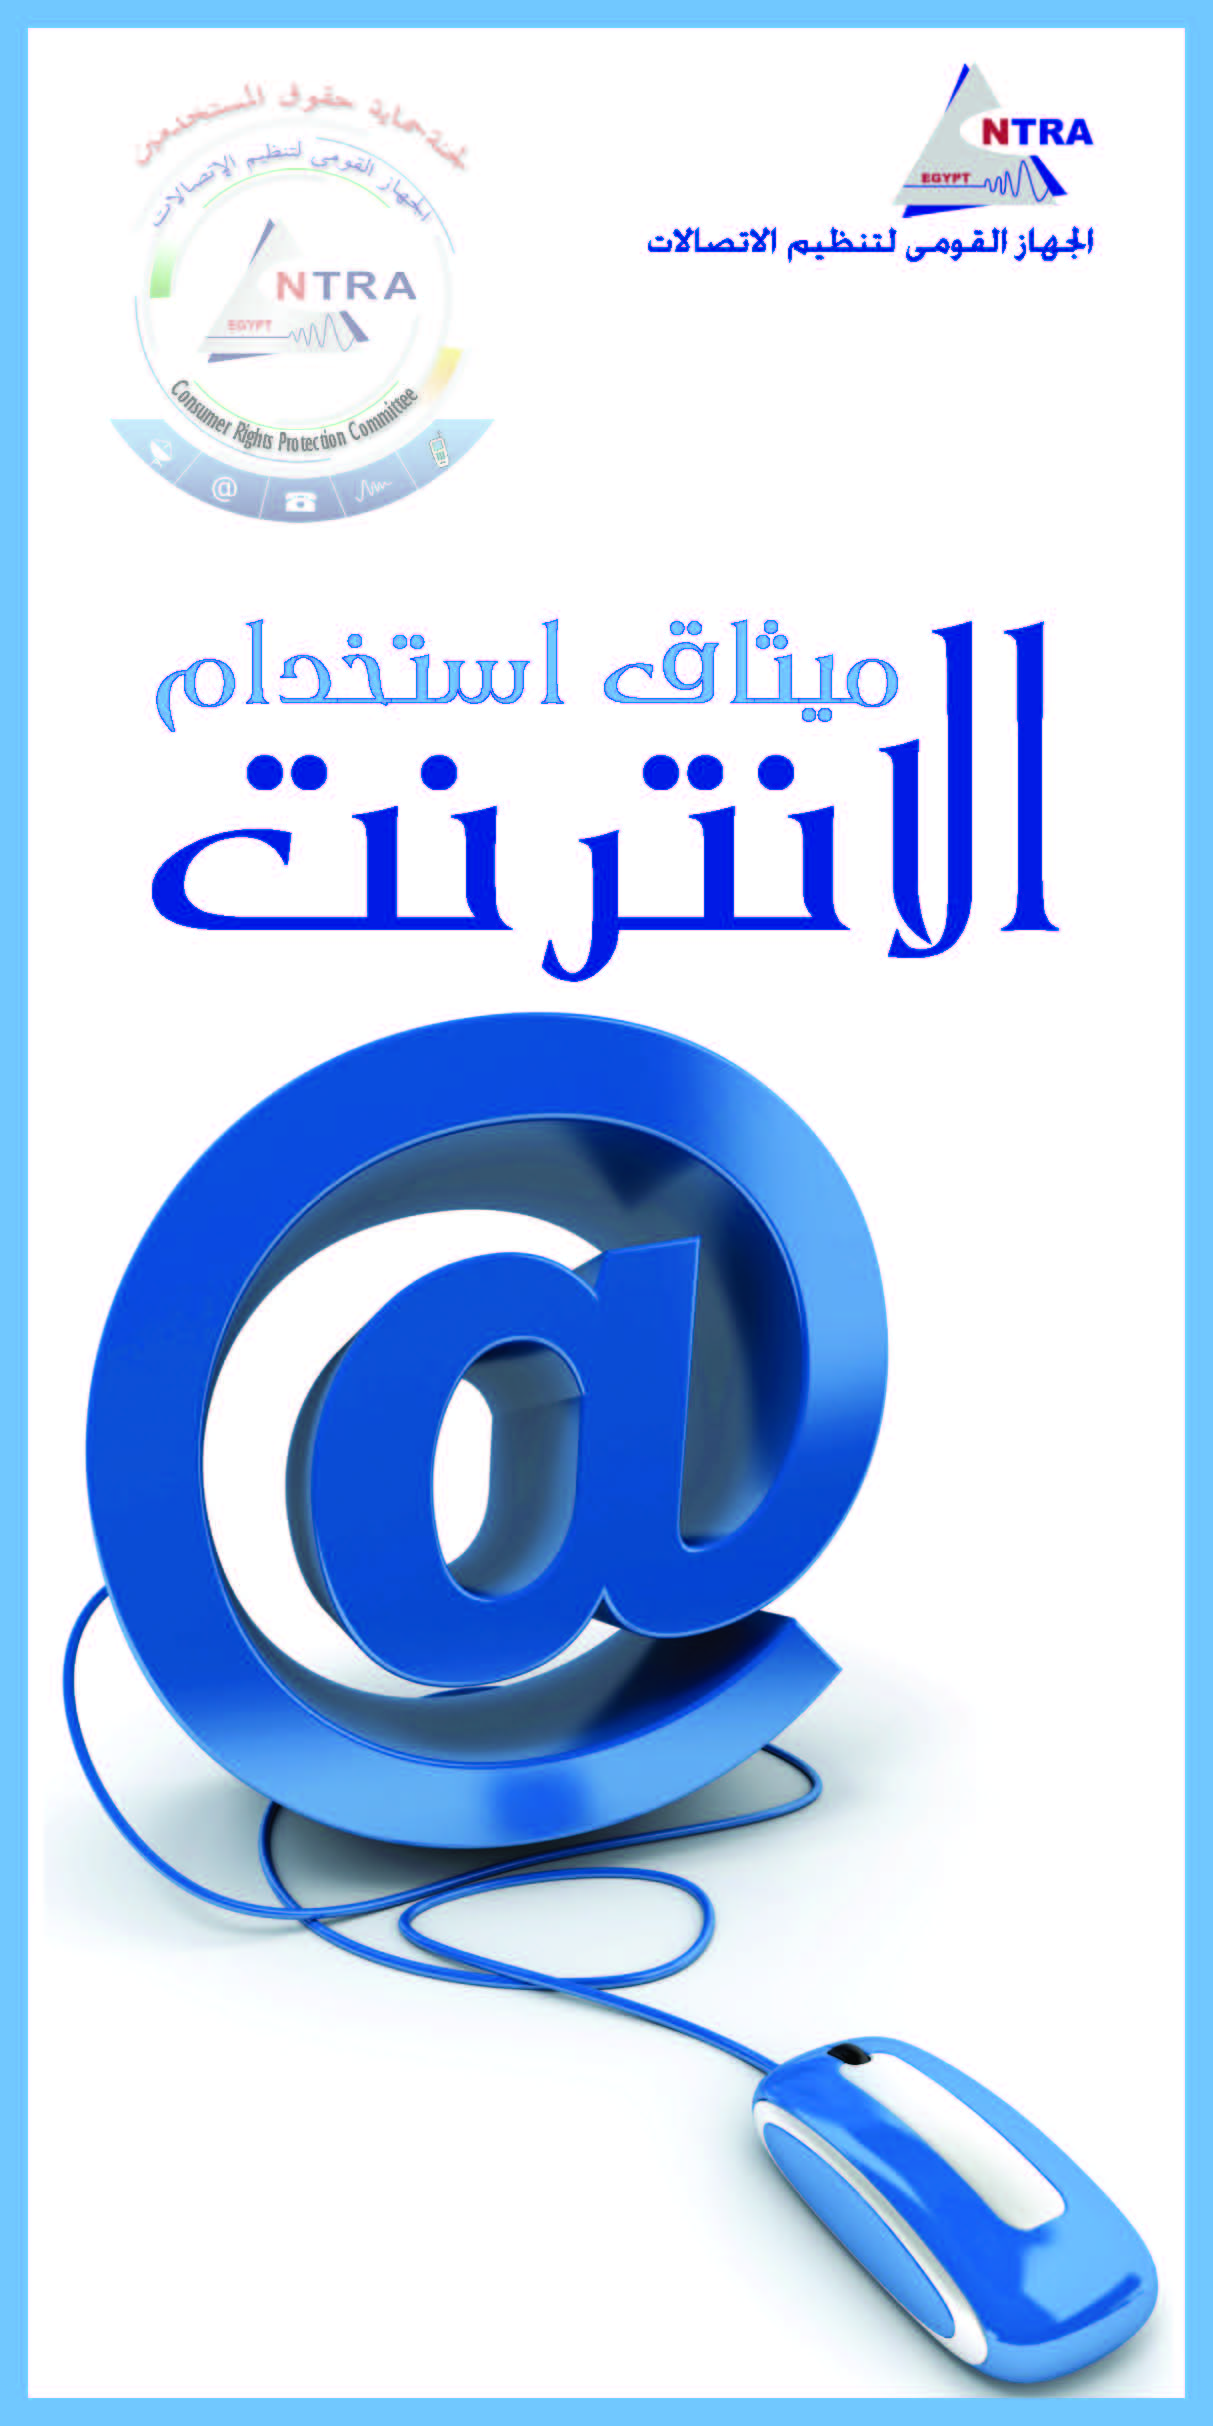 NTRA
EGYPT
الجهاز القومى لتنظيم الاتصالات
لجنة حماية حقوق المستخدمين
الجهاز القومى لتنظيم الإتصالات
NTRA
EGYPT
Consumer Rights Protection Committee
@
ميثاق استخدام
الانترنت
@